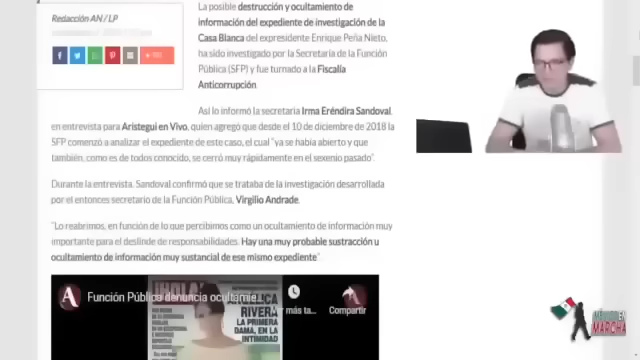 Redacción AN / LP
La posible destrucción y ocultamiento de
información del expediente de investigación de la
Casa Blanca del expresidente Enrique Peña Nieto,
ha sido investigado por la Secretaría de la Función
Pública (SFP) y fue turnado a la Fiscalía
Anticorrupción.
Así lo informó la secretaria Irma Eréndira Sandoval,
en entrevista para Aristegui en Vivo, quien agregó que desde el 10 de diciembre de 2018 la
SFP comenzó a analizar el expediente de este caso, el cual "ya se había abierto y que
también, como es de todos conocido, se cerró muy rápidamente en el sexenio pasado".
Durante la entrevista, Sandoval confirmó que se trataba de la investigación desarrollada
por el entonces secretario de la Función Pública, Virgilio Andrade.
"Lo reabrimos, en función de lo que percibimos como un ocultamiento de información muy
importante para el deslinde de responsabilidades. Hay una muy probable sustracción u
ocultamiento de información muy sustancial de ese mismo expediente".
A Función Pública denuncia ocultamie...
ANGÉLICA
RIVERA
LA PRIMERA
DAMA, EN LA
INTIMIDAD
r más ta...
Compartir
MÉXICO EN
MARCHA